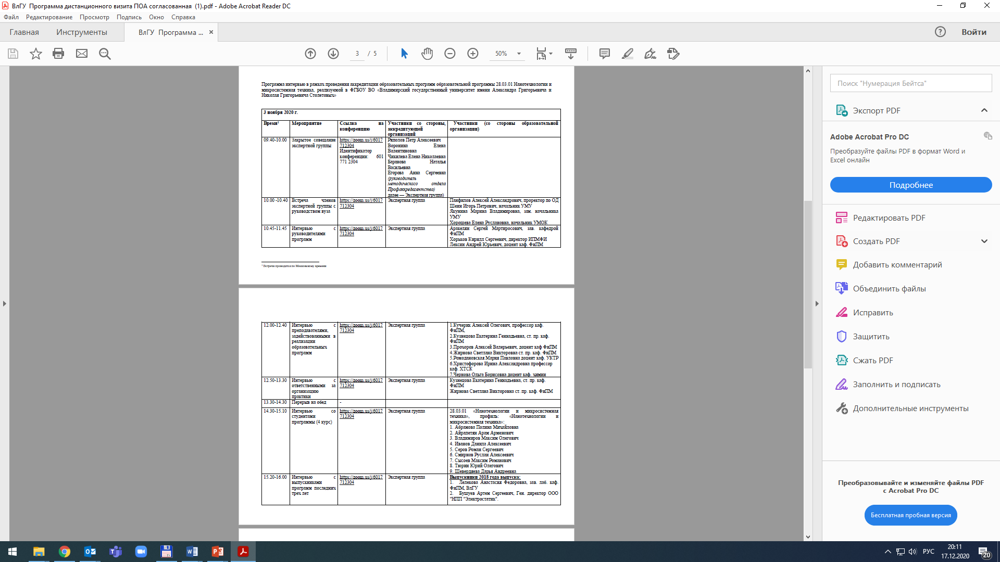 ВлГУ Программа дистанционного визита ПОА согласованная (1).pdf - Adobe Acrobat Reader DC
Файл Редактирование Просмотр Подпись Окно Справка
Главная Инструменты ВлГУ Программа ... × Войти
3 / 5 50%
Программа интервью в рамках проведения аккредитации образовательных программ образовательной программы 28.03.01 Нанотехнологии и
микросистемная техника, реализуемой в ФГБОУ ВО «Владимирский государственный университет имени Александра Григорьевича и
Николая Григорьевича Столетовых»
3 ноября 2020 г.
Время¹
Мероприятие
Ссылка на
конференцию
Участники со стороны,
аккредитующей
организаций
Участники (со стороны образовательной
организации)
09.40-10.00
Закрытое совещание
экспертной группы
https://zoom.us/j/6017
712304
Идентификатор
конференции: 601
771 2304
Ряполов Петр Алексеевич
Воронина Елена
Валентиновна
Чикилева Елена Николаевна
Баранова Наталья
Васильевна
Егорова Анна Сергеевна
(руководитель
методического отдела
Профаккредагентства)
далее — Экспертная группа)
10.00 -10.40
Встреча членов
экспертной группы с
руководством вуза
https://zoom.us/j/6017
712304
Экспертная группа
Панфилов Алексей Александрович, проректор по ОД
Шеин Игорь Петрович, начальник УМУ
Якунина Марина Владимировна, зам. начальника
УМУ
Хорошева Елена Руслановна, начальник УМОК
10.45-11.45
Интервью с
руководителями
программ
https://zoom.us/j/6017
712304
Экспертная группа
Аракелян Сергей Мартиросович, зав. кафедрой
ФиПМ
Хорьков Кирилл Сергеевич, директор ИПМФИ
Лексин Андрей Юрьевич, доцент каф. ФиПМ
¹ Встречи проводятся по Московскому времени
12.00-12.40
Интервью с
преподавателями,
задействованными в
реализации
образовательных
программ
https://zoom.us/j/6017
712304
Экспертная группа
1.Кучерик Алексей Олегович, профессор каф.
ФиПМ,
2.Кузнецова Екатерина Геннадьевна, ст. пр. каф.
ФиПМ
3.Прохоров Алексей Валерьевич, доцент каф ФиПМ
4.Жирнова Светлана Викторовна ст. пр. каф. ФиПМ
5.Ромодановская Мария Павловна доцент каф. УКТР
6.Христофорова Ирина Александровна профессор
каф. ХТСК
7.Чернова Ольга Борисовна доцент каф. химии
12.50-13.30
Интервью с
ответственными за
организацию
практики
https://zoom.us/j/6017
712304
Экспертная группа
Кузнецова Екатерина Геннадьевна, ст. пр. каф.
ФиПМ
Жирнова Светлана Викторовна ст. пр. каф. ФиПМ
13.30-14.30
Перерыв на обед
-
14.30-15.10
Интервью со
студентами
программы (4 курс)
https://zoom.us/j/6017
712304
Экспертная группа
28.03.01 «Нанотехнологии и микросистемная
техника», профиль: «Нанотехнологии и
микросистемная техника»:
1. Абрамова Полина Михайловна
2. Айрапетян Арам Арменович
3. Владимиров Максим Олегович
4. Иванов Данила Алексеевич
5. Серов Роман Сергеевич
6. Смирнов Руслан Алексеевич
7. Сысоев Максим Романович
8. Тюрин Юрий Олегович
9. Шевердяева Дарья Андреевна
15.20-16.00
Интервью с
выпускниками
программ последних
трех лет
https://zoom.us/j/6017
712304
Экспертная группа
Выпускники 2018 года выпуска:
1. Лелекова Анастасия Федоровна, зав. лаб. каф.
ФиПМ, ВлГУ
2. Бушуев Артем Сергеевич, Ген. директор ООО
"НПП "Электростатик".
Поиск "Нумерация Бейтса"
Экспорт PDF
Adobe Acrobat Pro DC
Преобразуйте файлы PDF в формат Word и
Excel онлайн
Подробнее
Редактировать PDF
Создать PDF
Добавить комментарий
Объединить файлы
Исправить
Защитить
Сжать PDF
Заполнить и подписать
Дополнительные инструменты
Преобразовывайте и изменяйте файлы PDF
с Acrobat Pro DC
Бесплатная пробная версия
РУС
20:11
17.12.2020
20